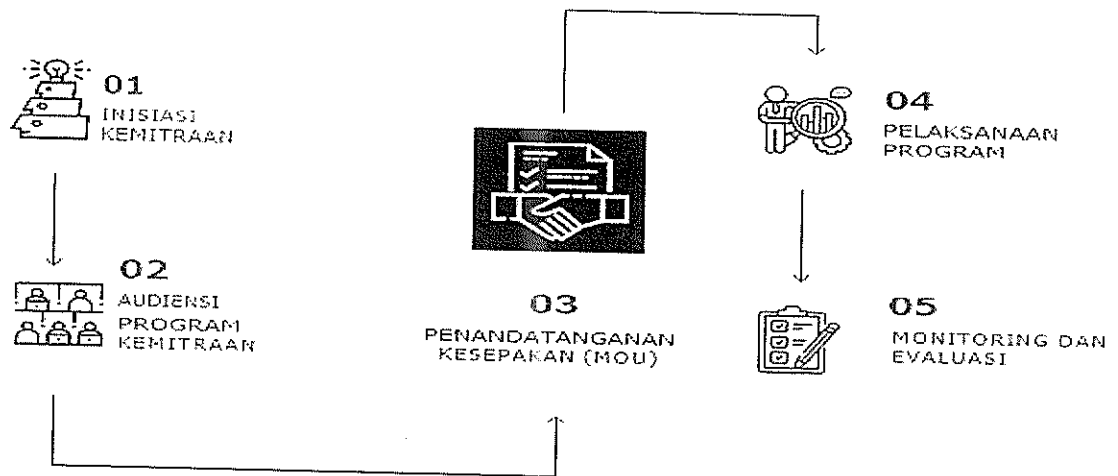 01
INISIASI
KEMITRAAN
02
AUDIENSI
PROGRAM
KEMITRAAN
03
PENANDATANGANAN
KESEPAKAN (MOU)
04
PELAKSANAAN
PROGRAM
05
MONITORING DAN
EVALUASI